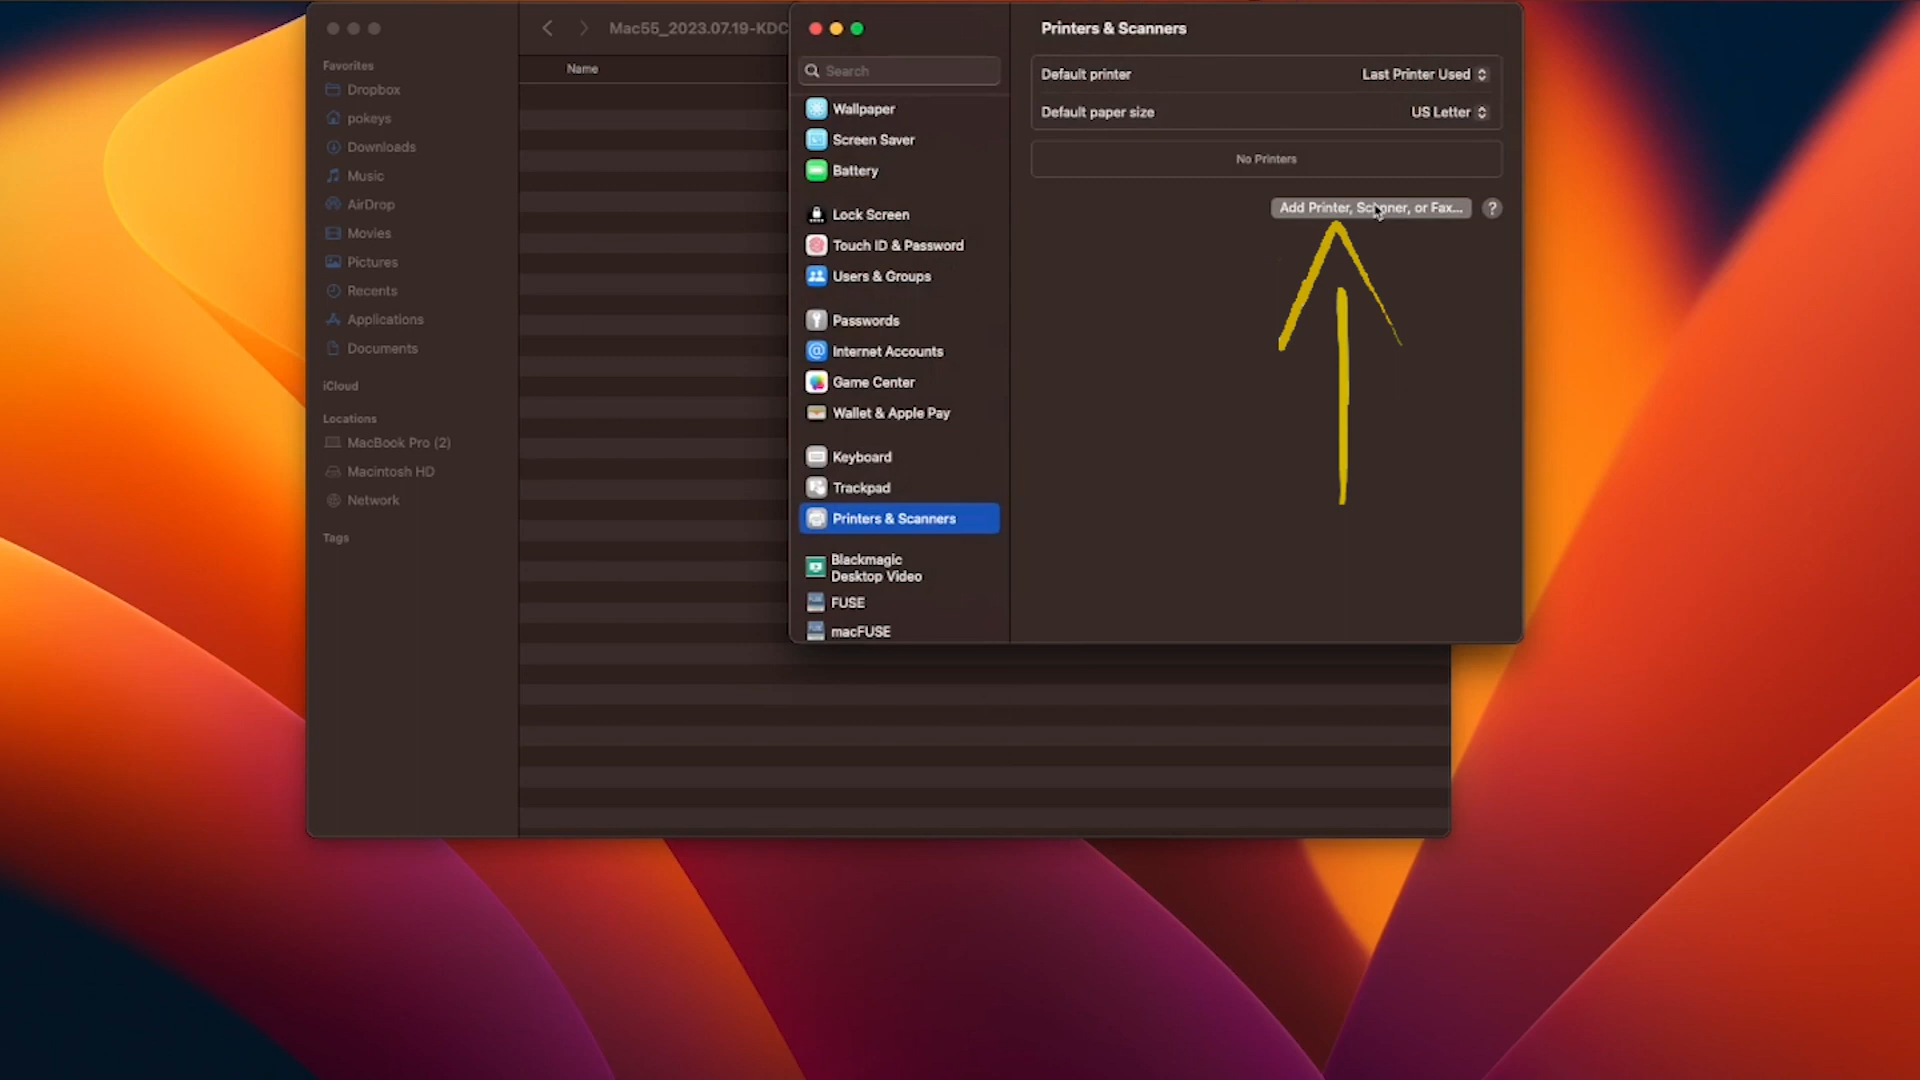 Favorites
Dropbox
pokeys
Downloads
Music
AirDrop
Movies
Pictures
Recents
Applications
Documents
iCloud
Locations
MacBook Pro (2)
Macintosh HD
Network
Tags
Mac55_2023.07.19-KDC
Name
Search
Wallpaper
Screen Saver
Battery
Lock Screen
Touch ID & Password
Users & Groups
Passwords
Internet Accounts
Game Center
Wallet & Apple Pay
Keyboard
Trackpad
Printers & Scanners
Blackmagic
Desktop Video
FUSE
macFUSE
Printers & Scanners
Default printer Last Printer Used
Default paper size US Letter
No Printers
Add Printer, Scanner, or Fax... ?